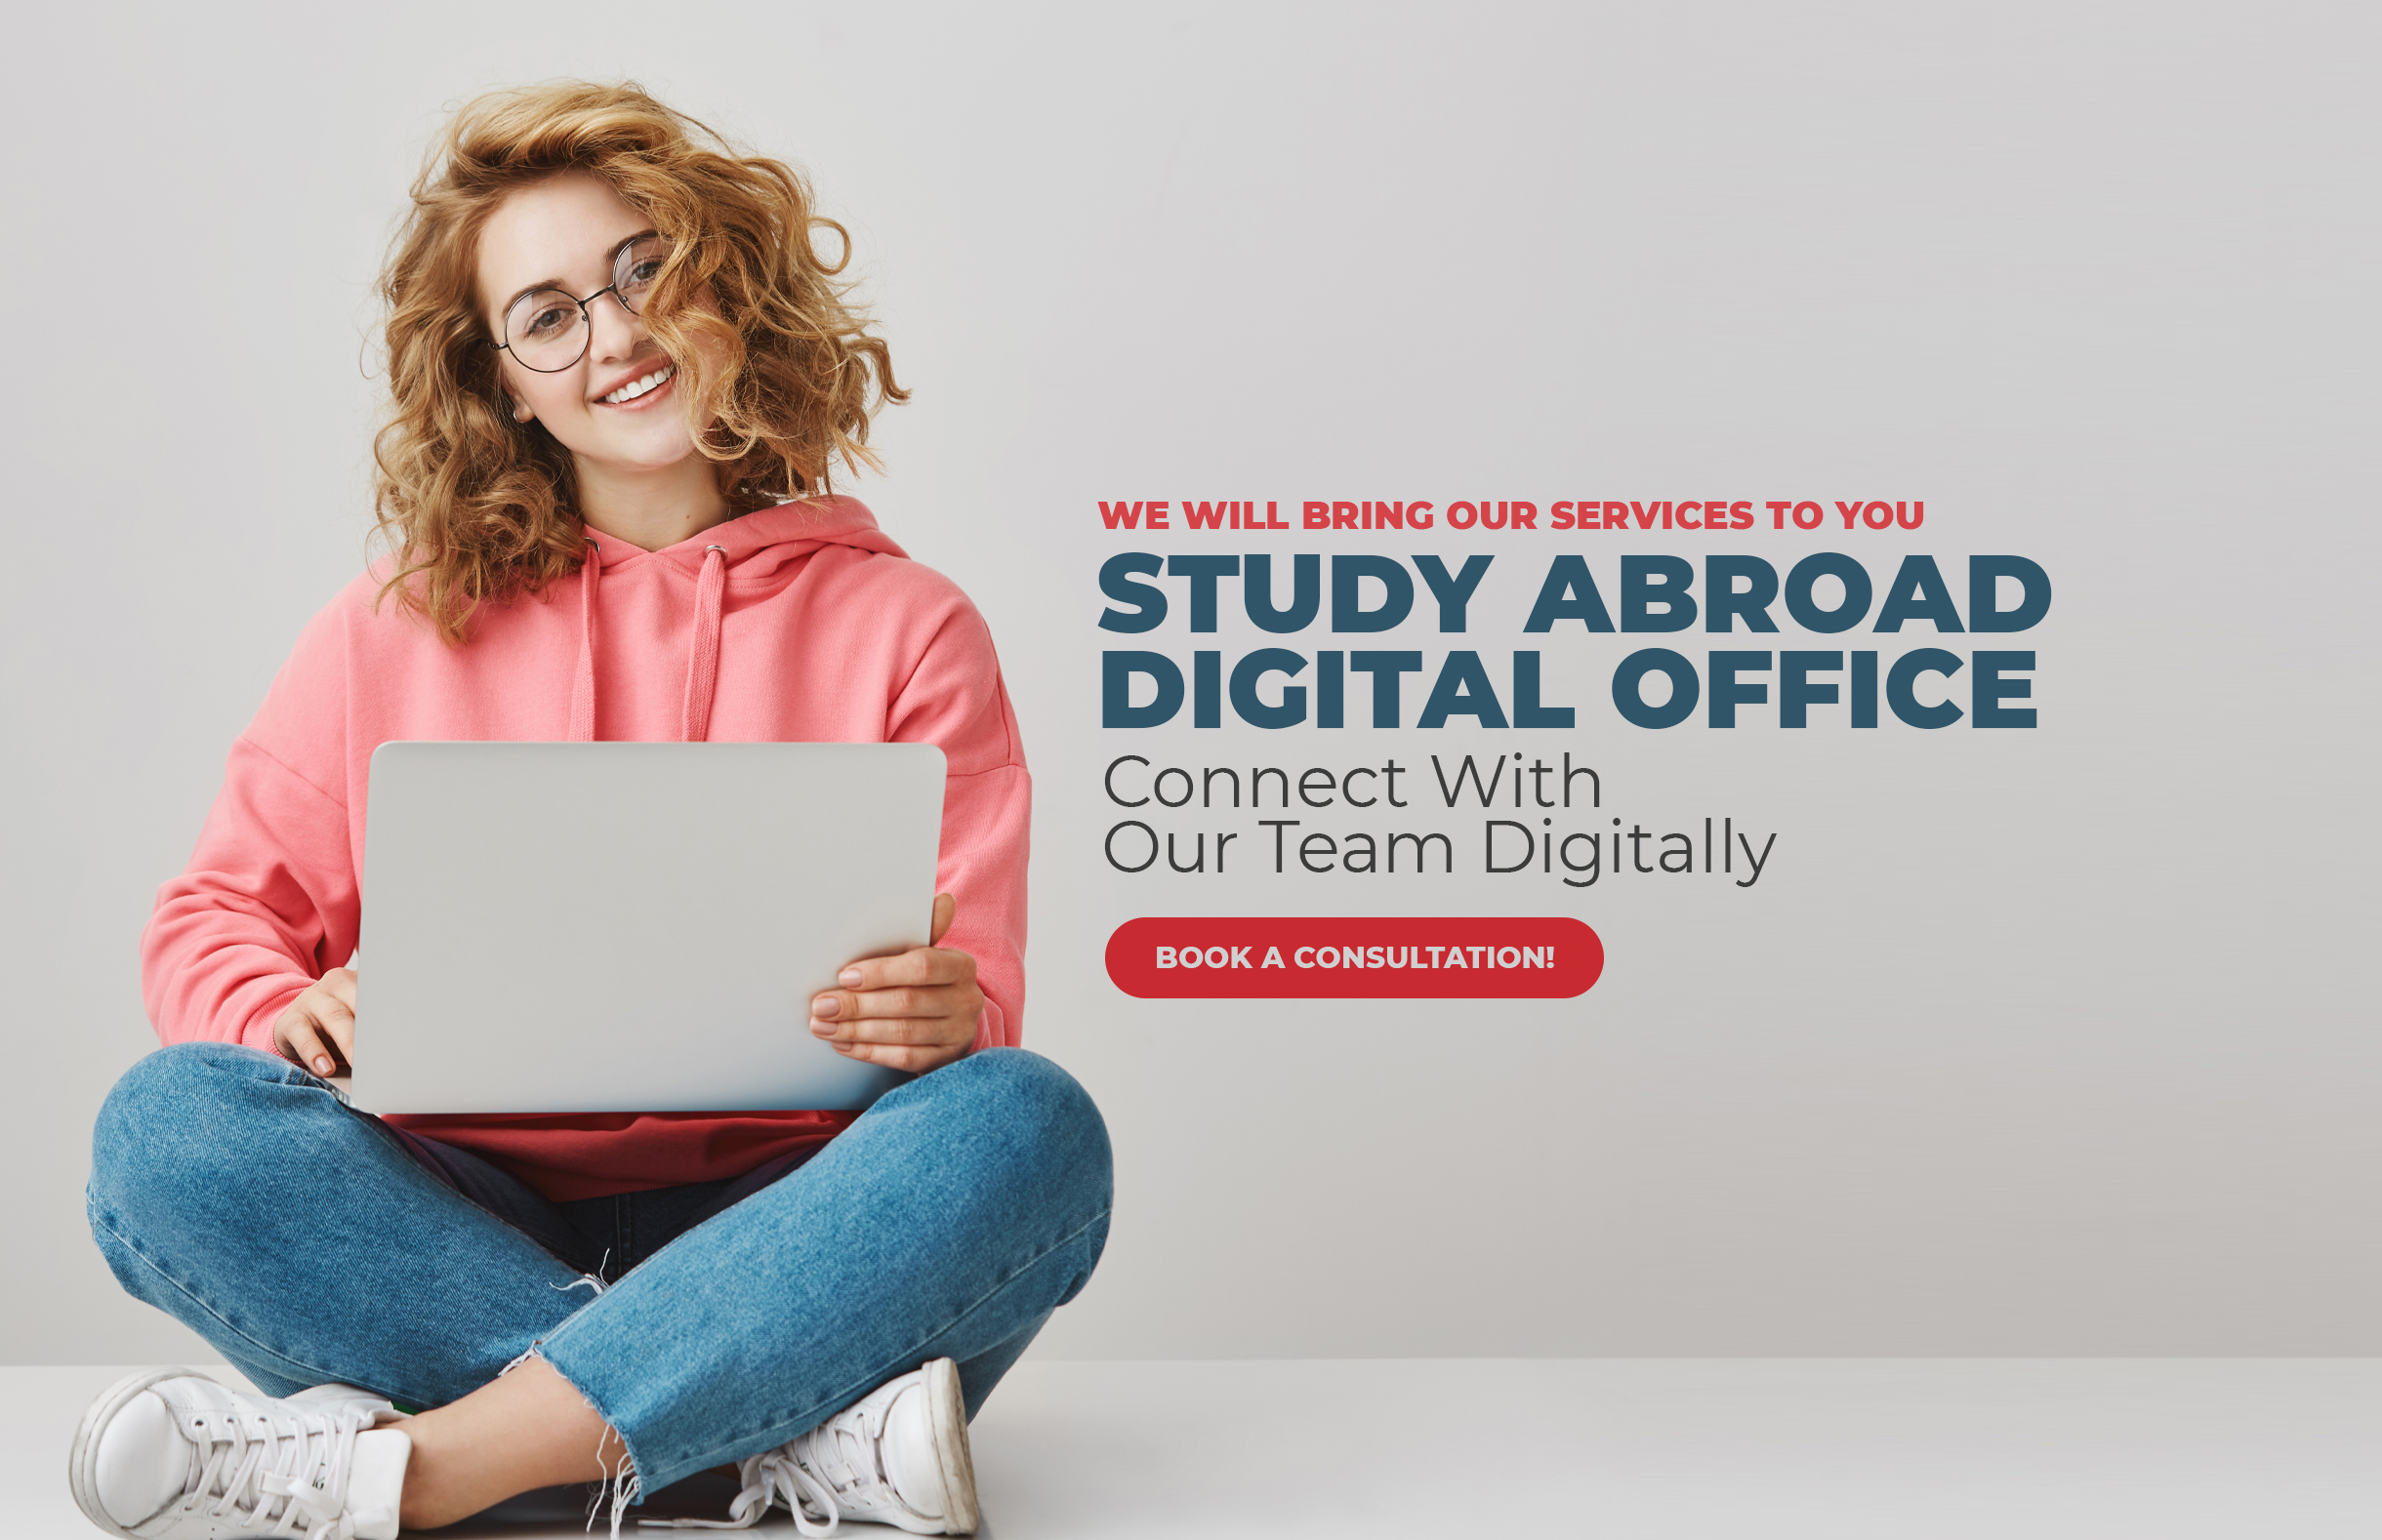 WE WILL BRING OUR SERVICES TO YOU
STUDY ABROAD
DIGITAL OFFICE
Connect With
Our Team Digitally
BOOK A CONSULTATION!